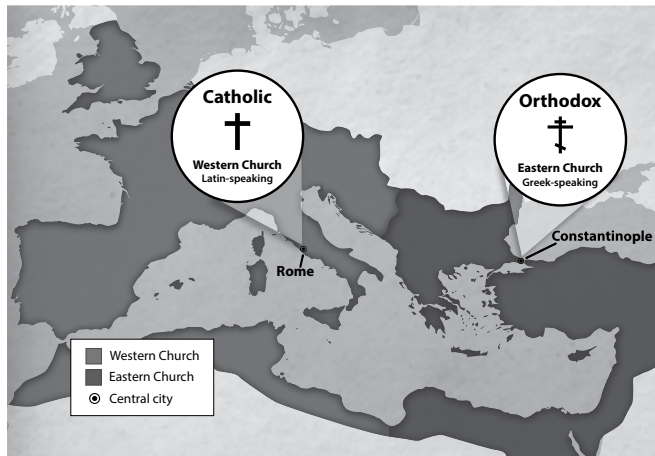 Catholic
Western Church
Latin-speaking
Orthodox
Eastern Church
Greek-speaking
Constantinople
Rome
Western Church
Eastern Church
Central city